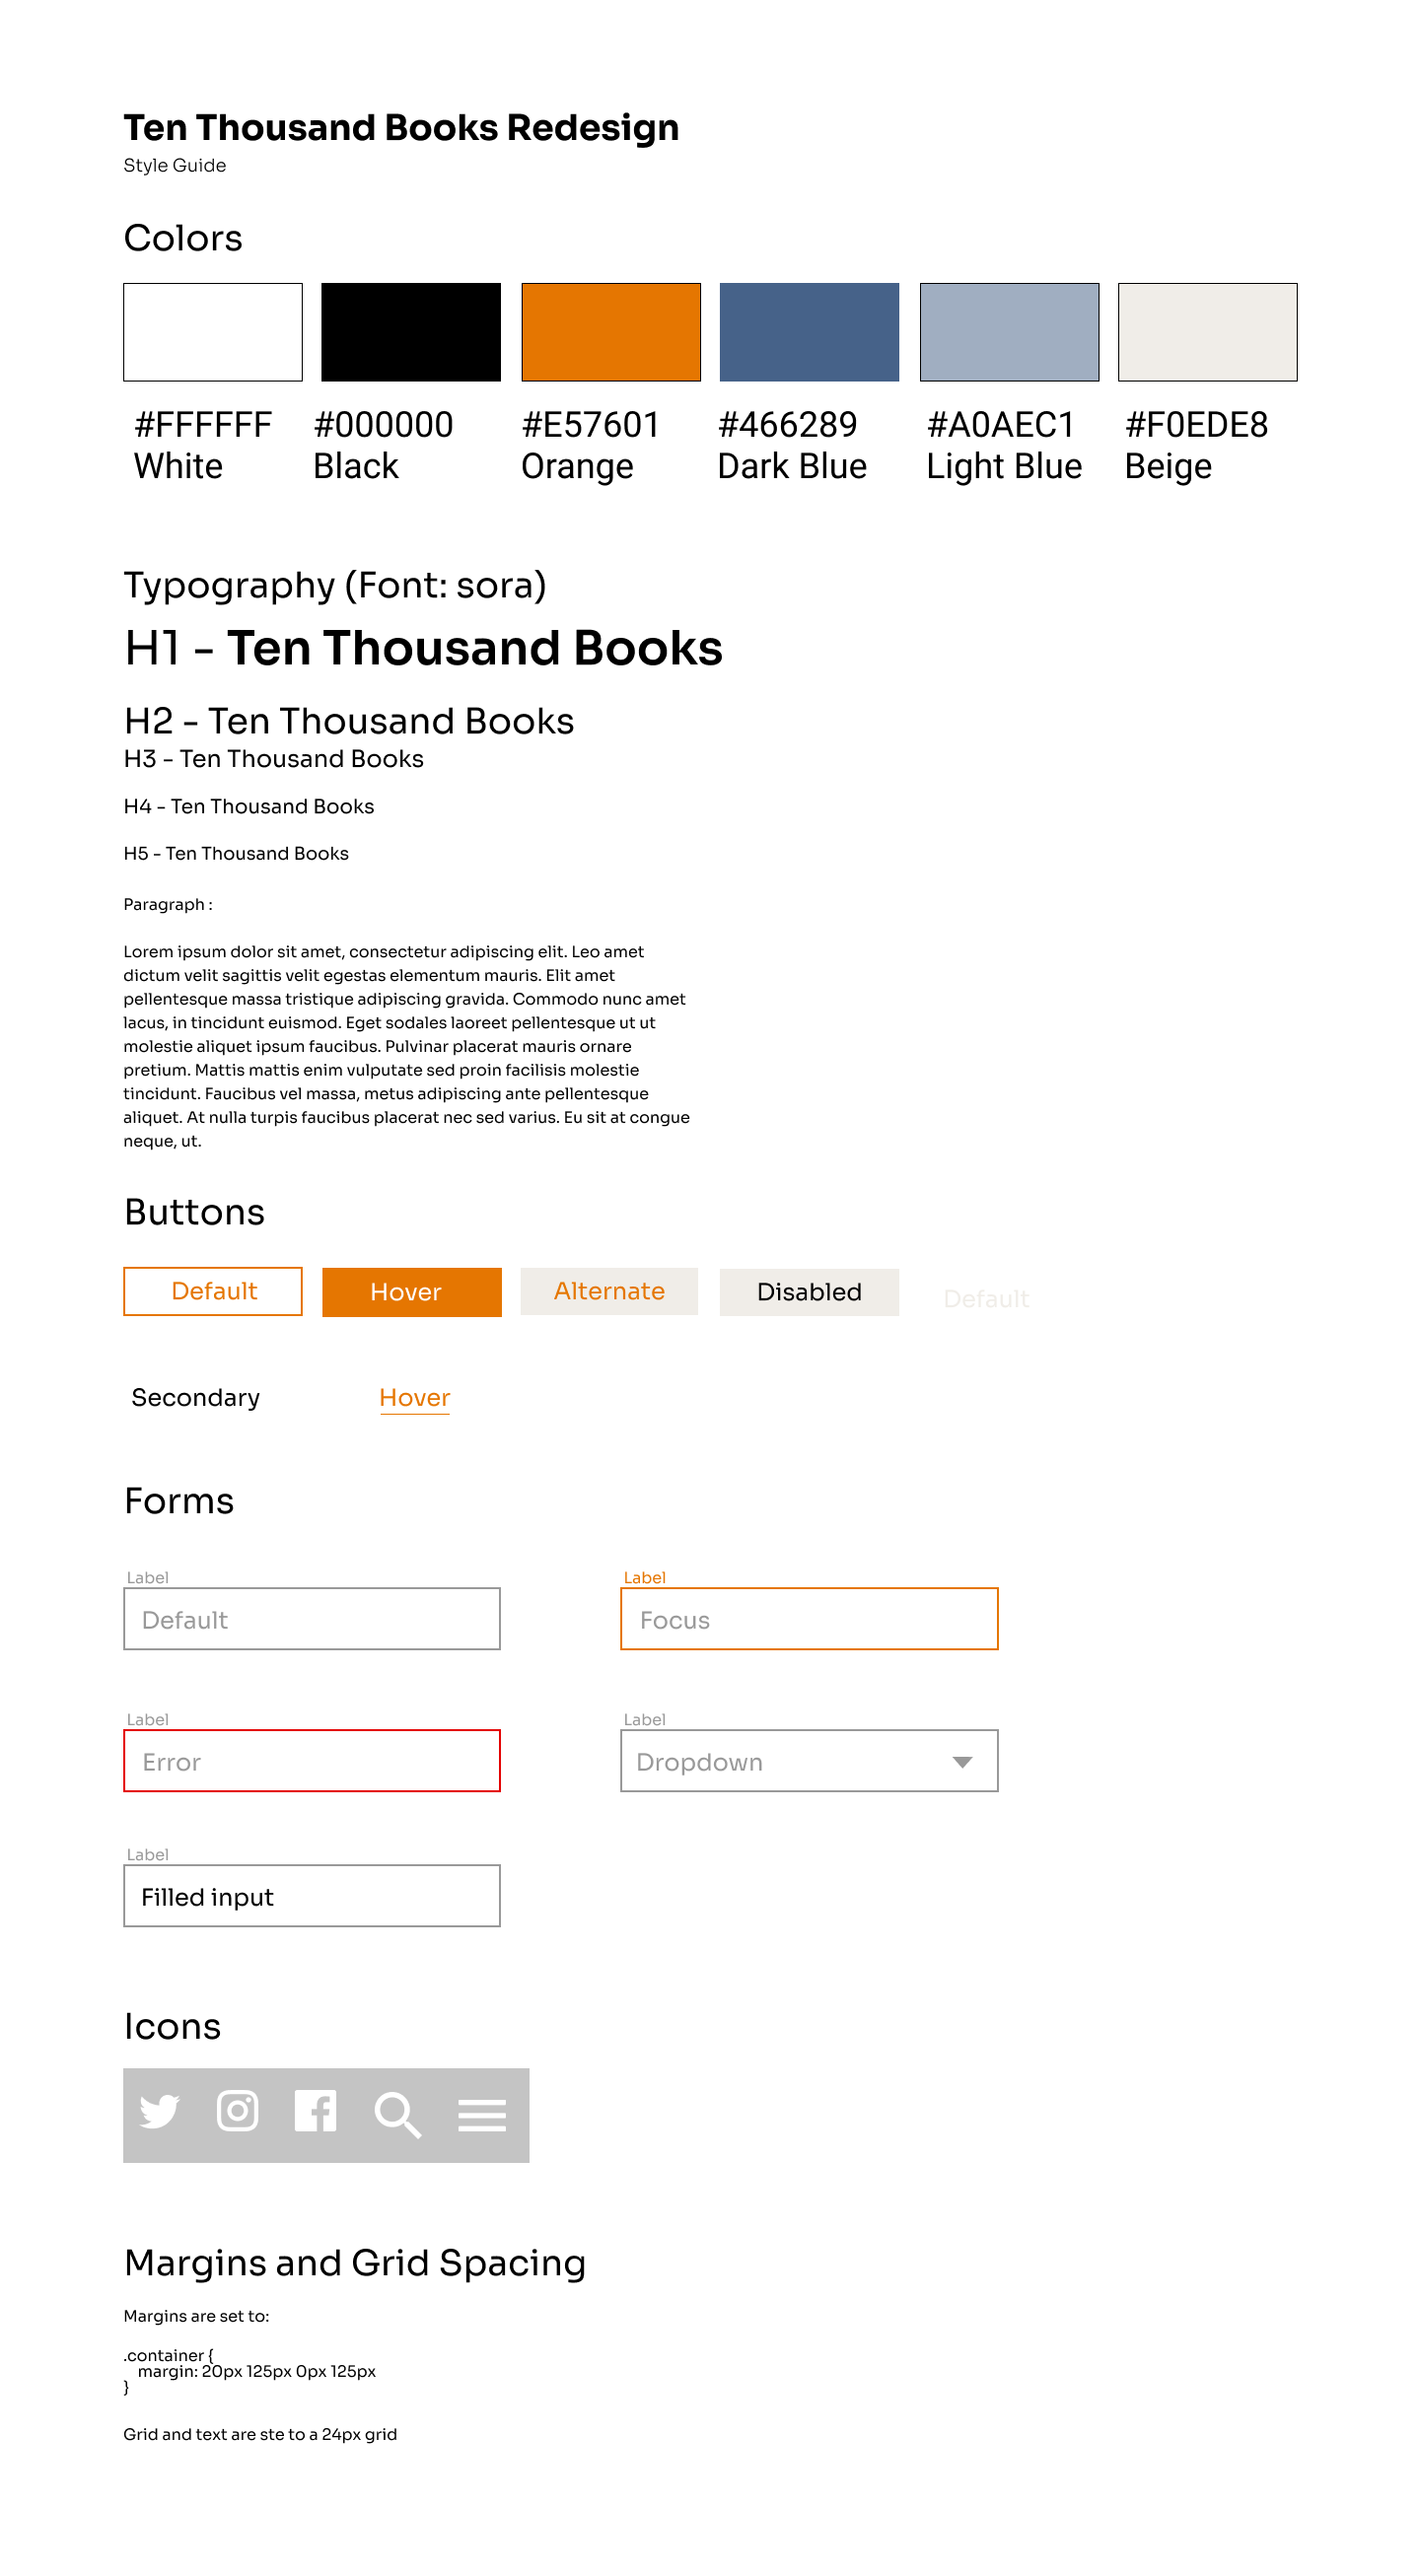 Ten Thousand Books Redesign
Style Guide
Colors
#FFFFFF
White
#000000
Black
#E57601
Orange
#466289
Dark Blue
#A0AEC1
Light Blue
#F0EDE8
Beige
Typography (Font: sora)
H1 - Ten Thousand Books
H2 - Ten Thousand Books
H3 - Ten Thousand Books
H4 - Ten Thousand Books
H5 - Ten Thousand Books
Paragraph :
Lorem ipsum dolor sit amet, consectetur adipiscing elit. Leo amet
dictum velit sagittis velit egestas elementum mauris. Elit amet
pellentesque massa tristique adipiscing gravida. Commodo nunc amet
lacus, in tincidunt euismod. Eget sodales laoreet pellentesque ut ut
molestie aliquet ipsum faucibus. Pulvinar placerat mauris ornare
pretium. Mattis mattis enim vulputate sed proin facilisis molestie
tincidunt. Faucibus vel massa, metus adipiscing ante pellentesque
aliquet. At nulla turpis faucibus placerat nec sed varius. Eu sit at congue
neque, ut.
Buttons
Default
Hover
Alternate
Disabled
Default
Secondary
Hover
Forms
Label
Default
Label
Focus
Label
Error
Label
Dropdown
Label
Filled input
Icons
Margins and Grid Spacing
Margins are set to:
.container {
margin: 20px 125px 0px 125px
}
Grid and text are ste to a 24px grid